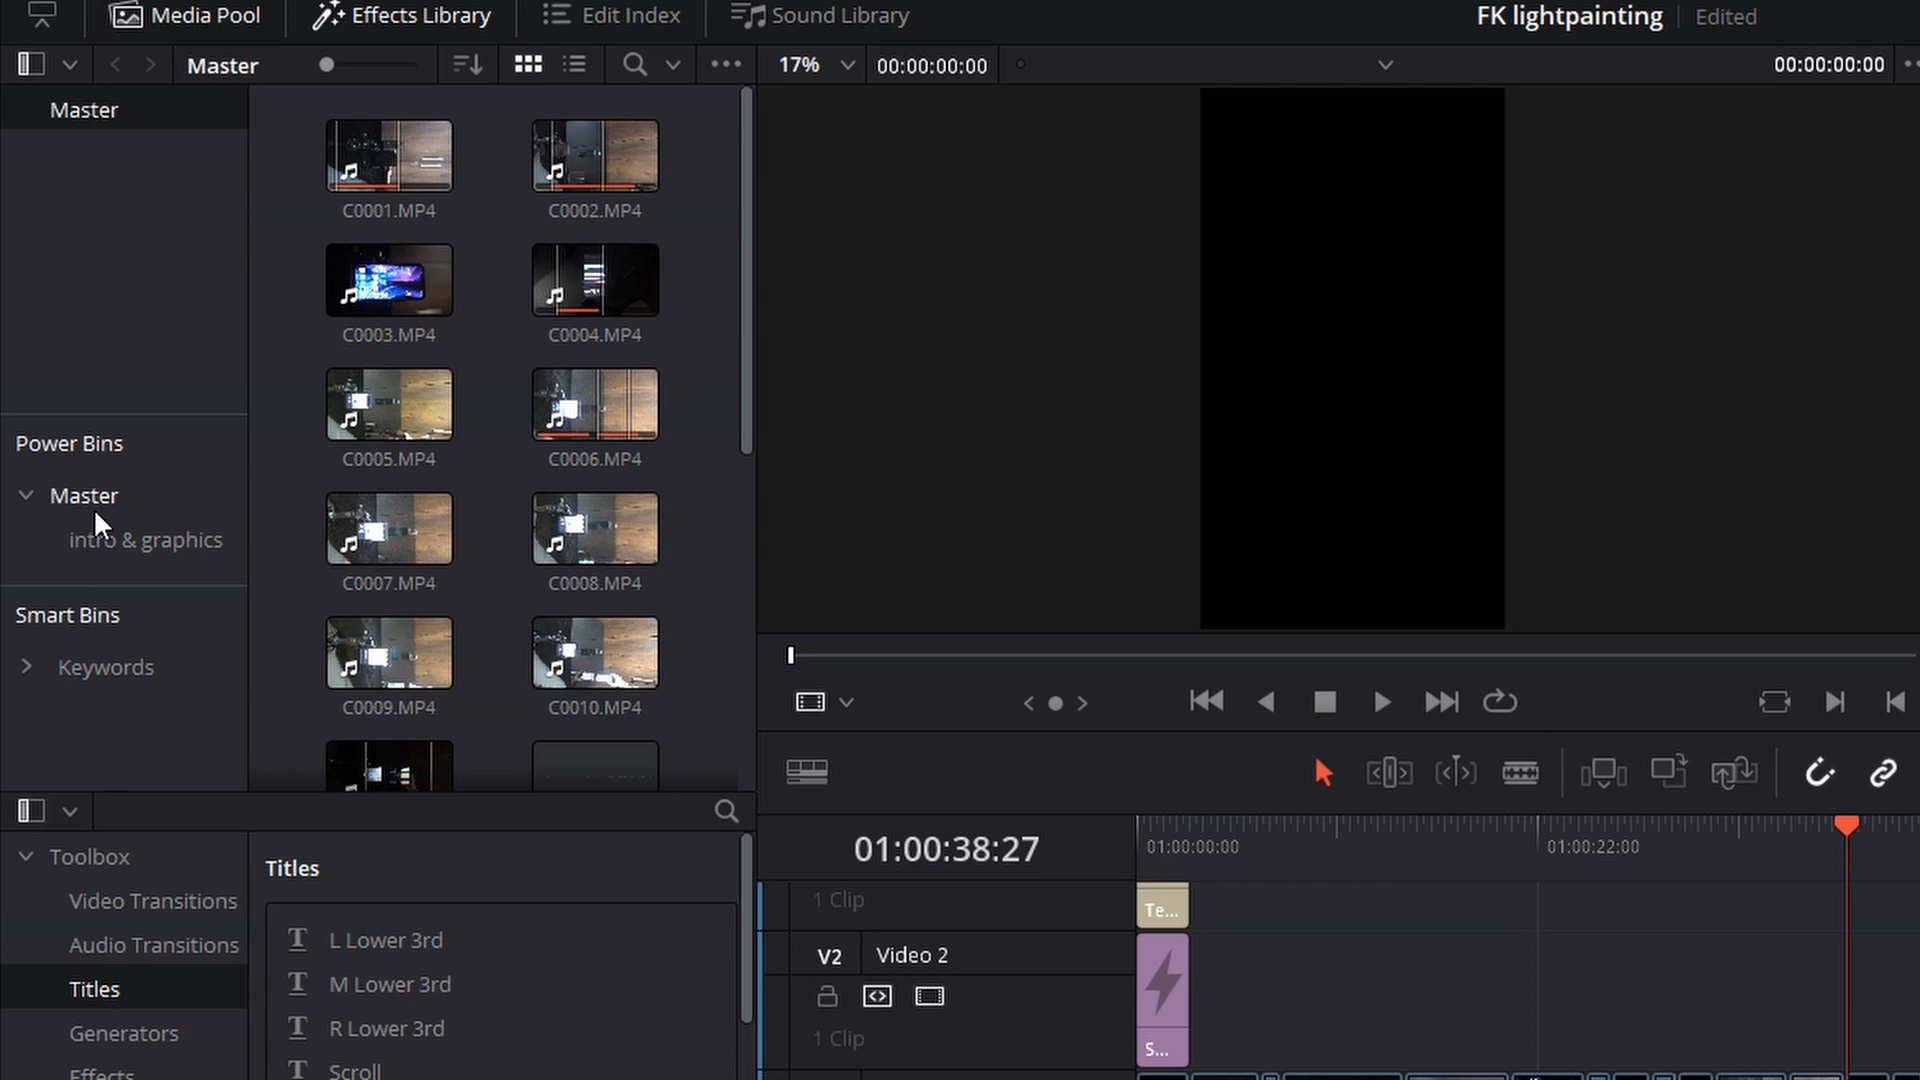 Media Pool
Effects Library
Edit Index
Sound Library
FK lightpainting
Edited
Master
17%
00:00:00:00
00:00:00:00
Master
C0001.MP4
C0002.MP4
C0003.MP4
C0004.MP4
C0005.MP4
C0006.MP4
Power Bins
Master
intro & graphics
C0007.MP4
C0008.MP4
Smart Bins
Keywords
C0009.MP4
C0010.MP4
Toolbox
Video Transitions
Audio Transitions
Titles
Generators
Effects
Titles
L Lower 3rd
M Lower 3rd
R Lower 3rd
Scroll
01:00:38:27
01:00:00:00
01:00:22:00
1 Clip
Te...
V2
Video 2
1 Clip
S...